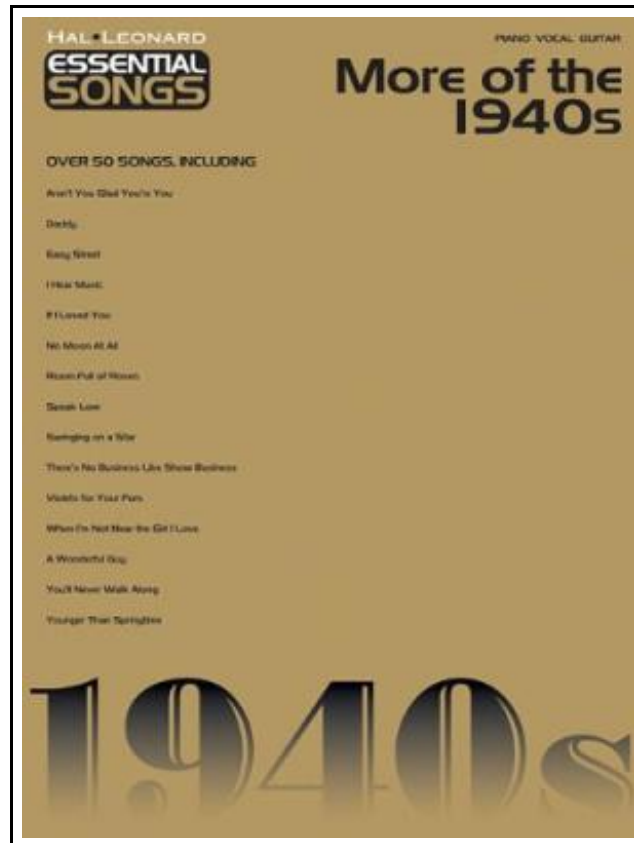 HAL•LEONARD
ESSENTIAL
SONGS
PIANO VOCAL GUITAR
More of the
1940s
OVER 50 SONGS, INCLUDING
Aren't You Glad You're You
Daddy
Easy Street
I Hear Music
If I Loved You
No Moon At All
Room Full of Roses
Speak Low
Swinging on a Star
There's No Business Like Show Business
Violets for Your Furs
When I'm Not Near the Girl I Love
A Wonderful Guy
You'll Never Walk Along
Younger Than Springtime
1940s